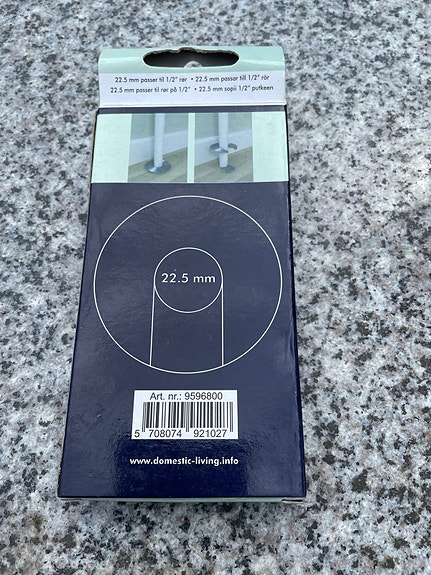 22.5 mm passer til 1/2" rør • 22.5 mm passar till 1/2" rör
22.5 mm passer til rør på 1/2" • 22.5 mm sopii 1/2" putkeen
22.5 mm
Art. nr.: 9596800
5 708074 921027
www.domestic-living.info